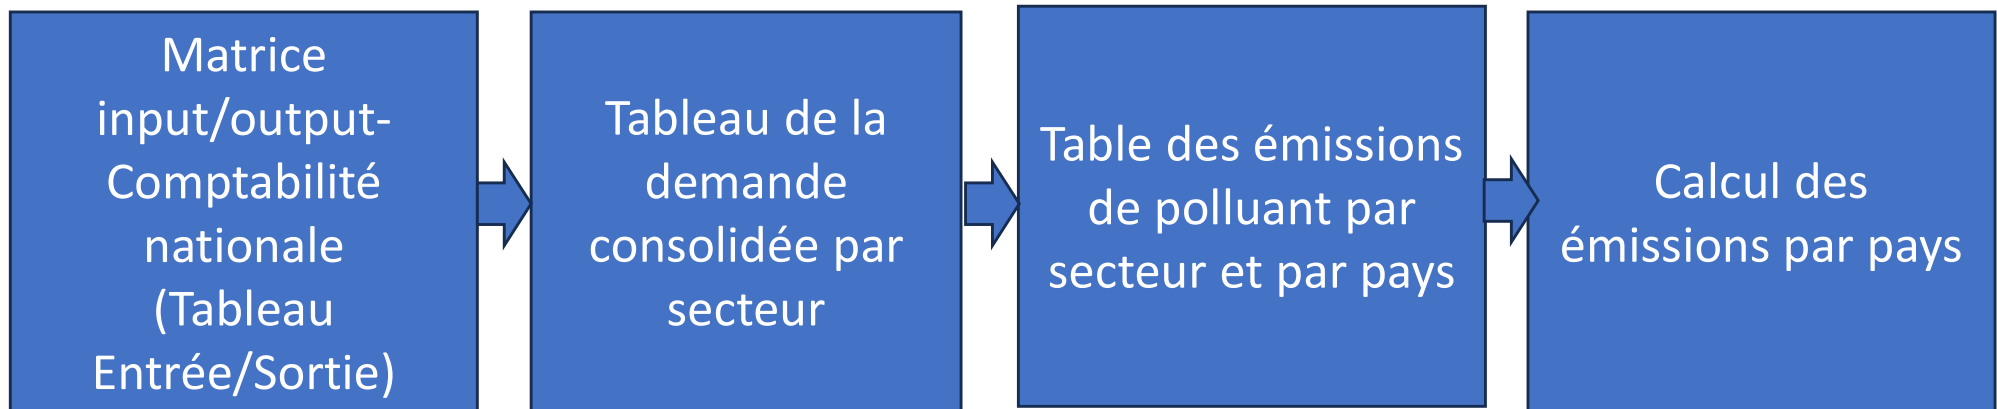 Matrice
input/output-
Comptabilité
nationale
(Tableau
Entrée/Sortie)
Tableau de la
demande
consolidée par
secteur
Table des émissions
de polluant par
secteur et par pays
Calcul des
émissions par pays